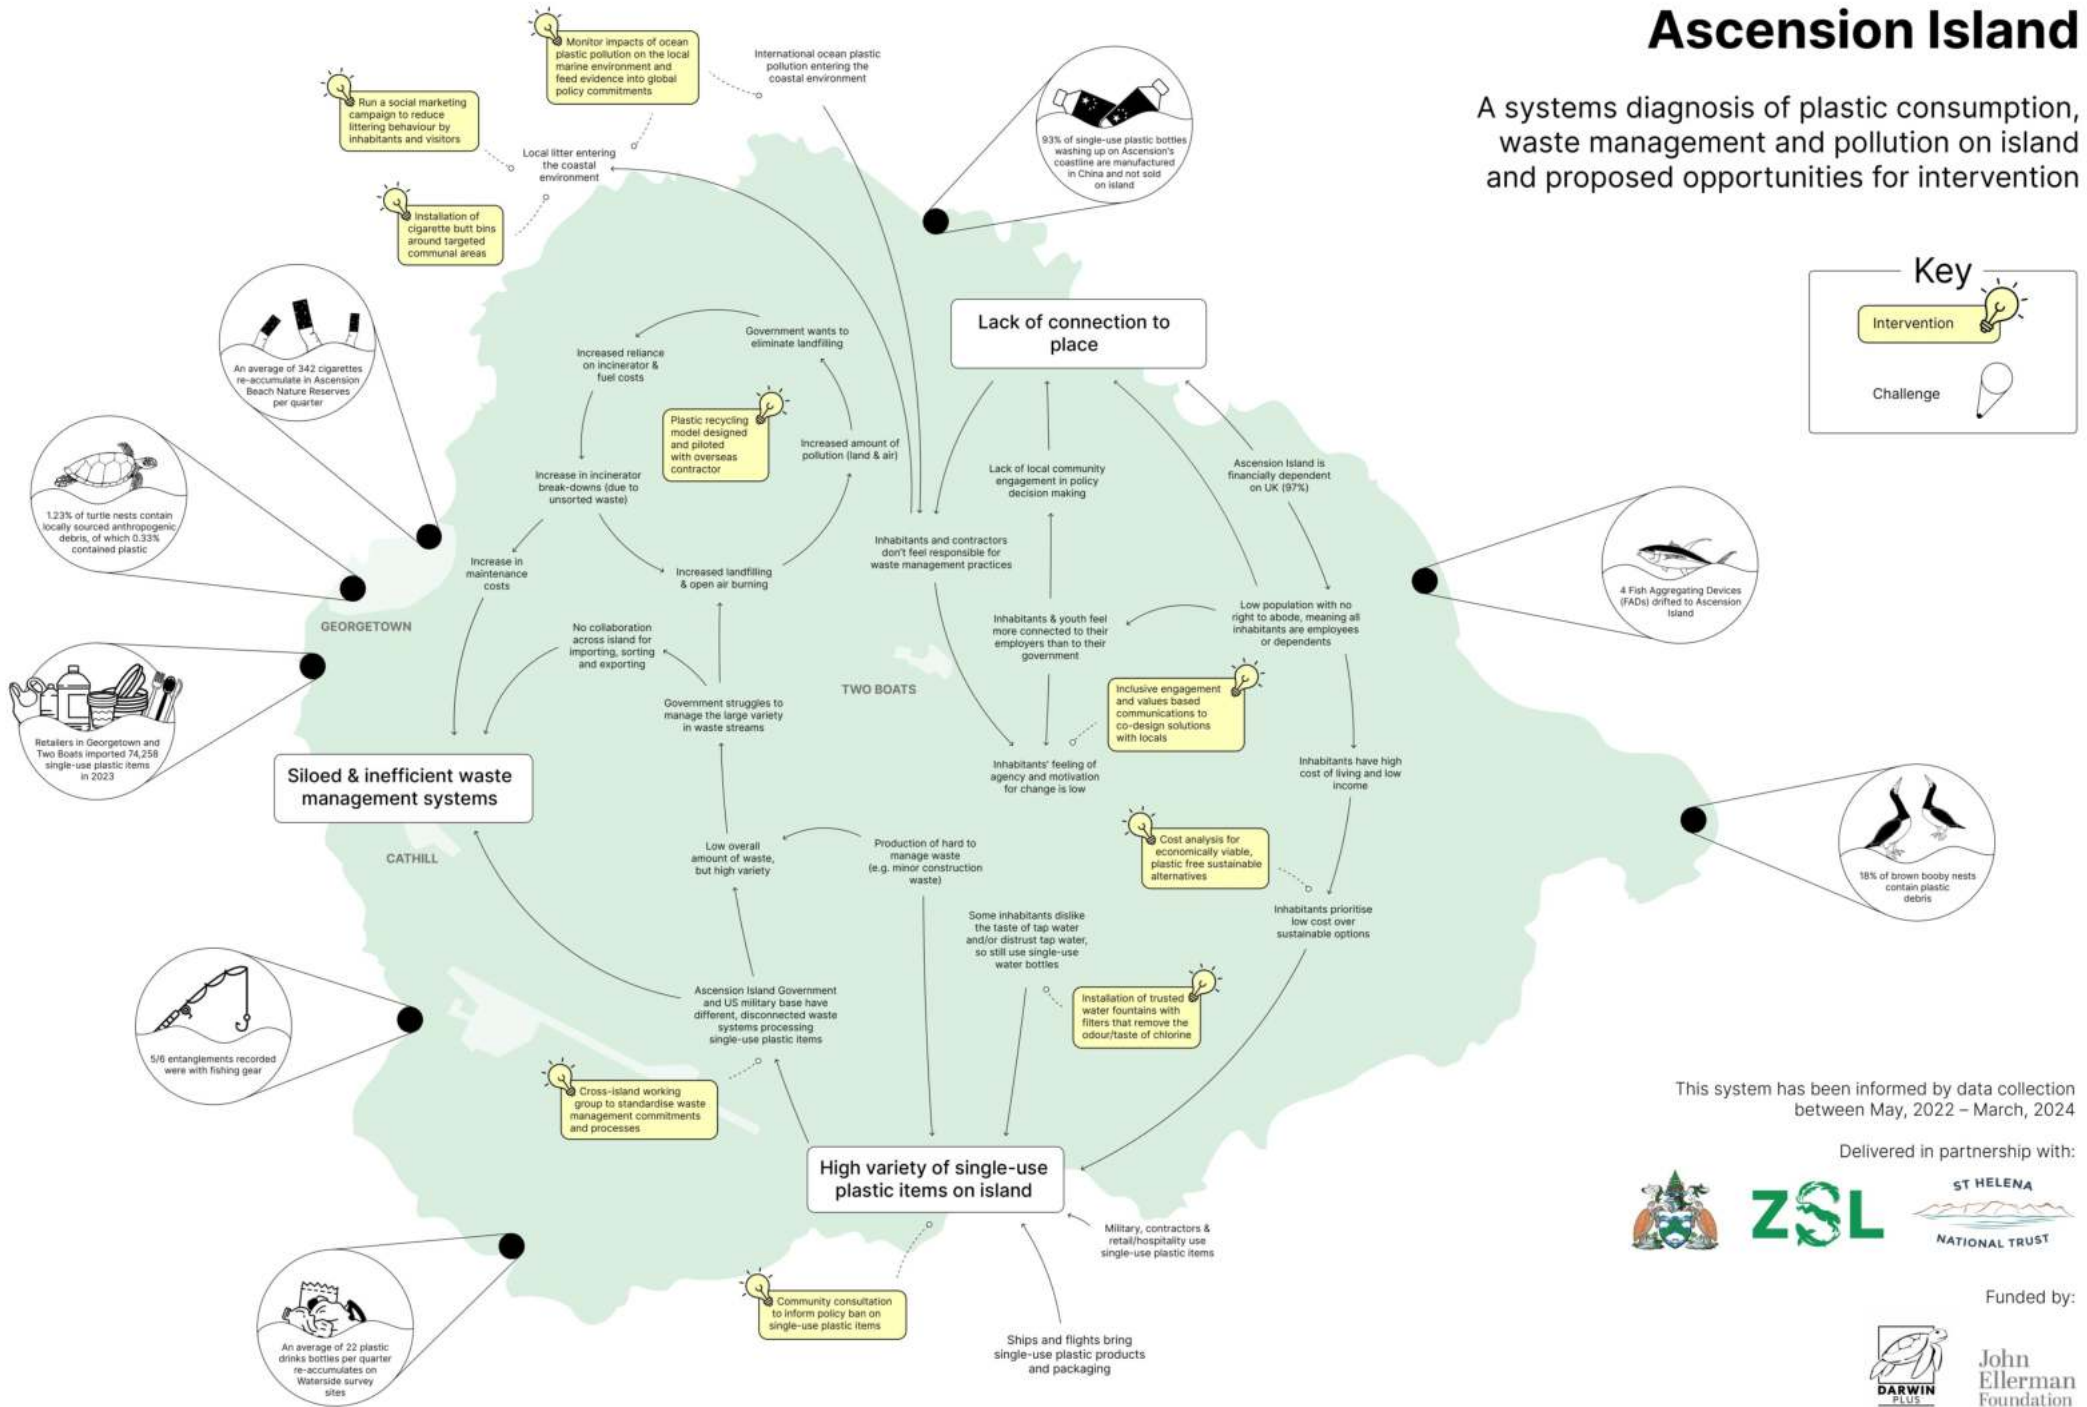 Ascension Island
A systems diagnosis of plastic consumption,
waste management and pollution on island
and proposed opportunities for intervention
Key
Intervention
Challenge
Monitor impacts of ocean
plastic pollution on the local
marine environment and
feed evidence into global
policy commitments
International ocean plastic
pollution entering the
coastal environment
Run a social marketing
campaign to reduce
littering behaviour by
inhabitants and visitors
Local litter entering
the coastal
environment
Installation of
cigarette butt bins
around targeted
communal areas
93% of single-use plastic bottles
washing up on Ascension's
coastline are manufactured
in China and not sold
on island
An average of 342 cigarettes
re-accumulate in Ascension
Beach Nature Reserves
per quarter
Government wants to
eliminate landfilling
Increased reliance
on incinerator &
fuel costs
Lack of connection to
place
Plastic recycling
model designed
and piloted
with overseas
contractor
Increased amount of
pollution (land & air)
Increase in incinerator
break-downs (due to
unsorted waste)
Lack of local community
engagement in policy
decision making
Ascension Island is
financially dependent
on UK (97%)
1.23% of turtle nests contain
locally sourced anthropogenic
debris, of which 0.33%
contained plastic
Increase in
maintenance
costs
Increased landfilling
& open air burning
Inhabitants and contractors
don't feel responsible for
waste management practices
4 Fish Aggregating Devices
(FADs) drifted to Ascension
Island
GEORGETOWN
No collaboration
across island for
importing, sorting
and exporting
Inhabitants & youth feel
more connected to their
employers than to their
government
Low population with no
right to abode, meaning all
inhabitants are employees
or dependents
TWO BOATS
Government struggles to
manage the large variety
in waste streams
Inclusive engagement
and values based
communications to
co-design solutions
with locals
Retailers in Georgetown and
Two Boats imported 74,258
single-use plastic items
in 2023
Siloed & inefficient waste
management systems
Inhabitants' feeling of
agency and motivation
for change is low
Inhabitants have high
cost of living and low
income
CATHILL
Low overall
amount of waste,
but high variety
Production of hard to
manage waste
(e.g. minor construction
waste)
Cost analysis for
economically viable,
plastic free sustainable
alternatives
18% of brown booby nests
contain plastic
debris
Some inhabitants dislike
the taste of tap water
and/or distrust tap water,
so still use single-use
water bottles
Inhabitants prioritise
low cost over
sustainable options
Ascension Island Government
and US military base have
different, disconnected waste
systems processing
single-use plastic items
Installation of trusted
water fountains with
filters that remove the
odour/taste of chlorine
5/6 entanglements recorded
were with fishing gear
Cross-island working
group to standardise waste
management commitments
and processes
High variety of single-use
plastic items on island
Military, contractors &
retail/hospitality use
single-use plastic items
Community consultation
to inform policy ban on
single-use plastic items
Ships and flights bring
single-use plastic products
and packaging
An average of 22 plastic
drinks bottles per quarter
re-accumulates on
Waterside survey
sites
This system has been informed by data collection
between May, 2022 – March, 2024
Delivered in partnership with:
ZSL
ST HELENA
NATIONAL TRUST
Funded by:
DARWIN
PLUS
John
Ellerman
Foundation